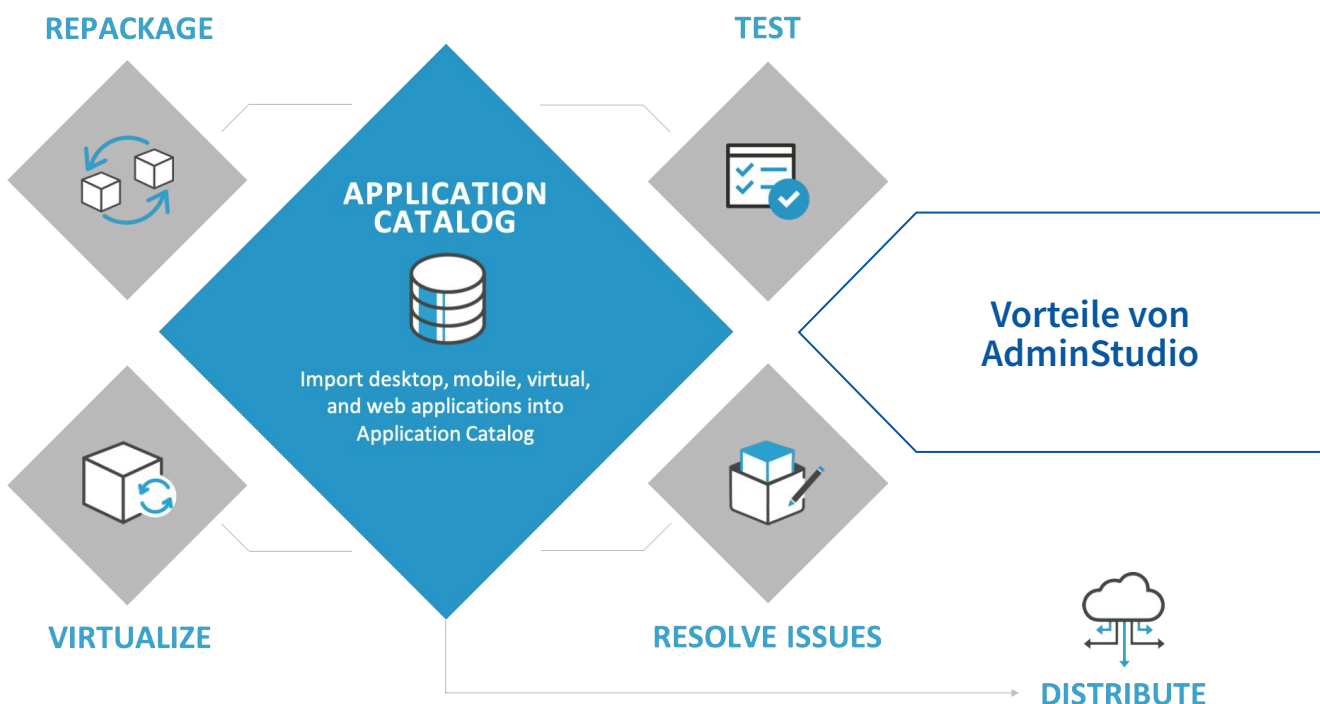 REPACKAGE
TEST
APPLICATION
CATALOG
Import desktop, mobile, virtual,
and web applications into
Application Catalog
Vorteile von
AdminStudio
VIRTUALIZE
RESOLVE ISSUES
DISTRIBUTE